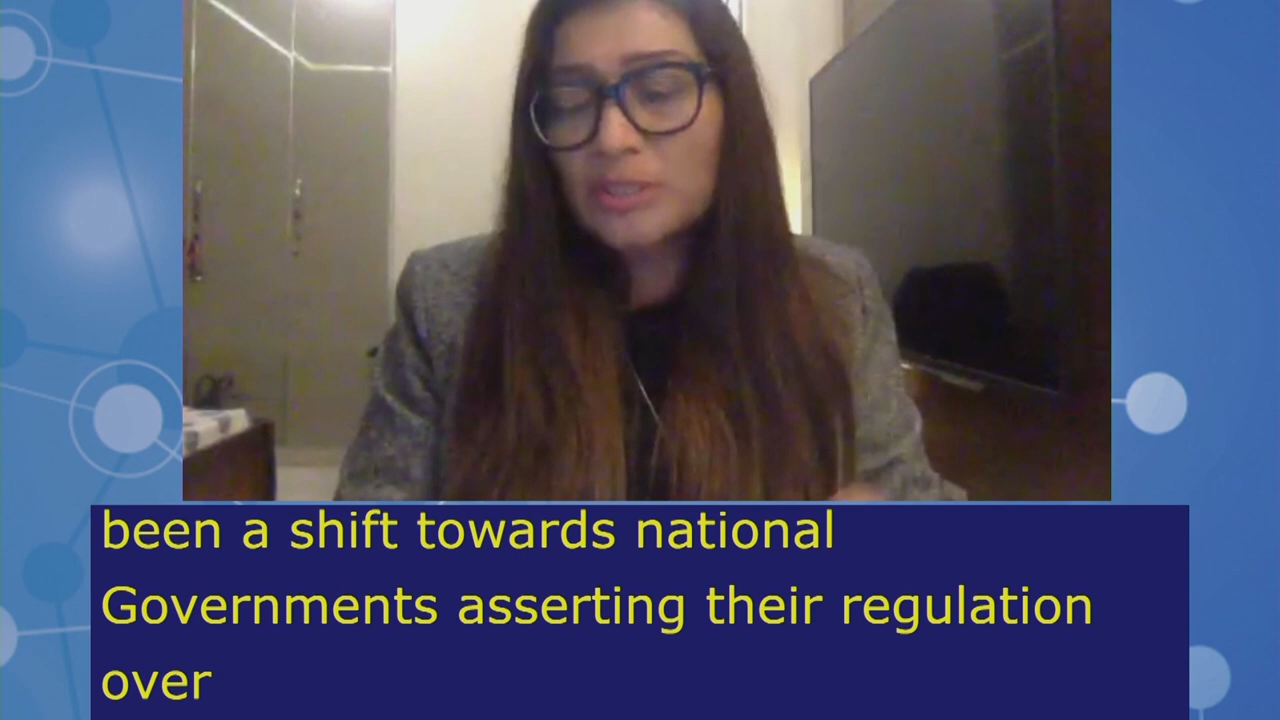 been a shift towards national
Governments asserting their regulation
over